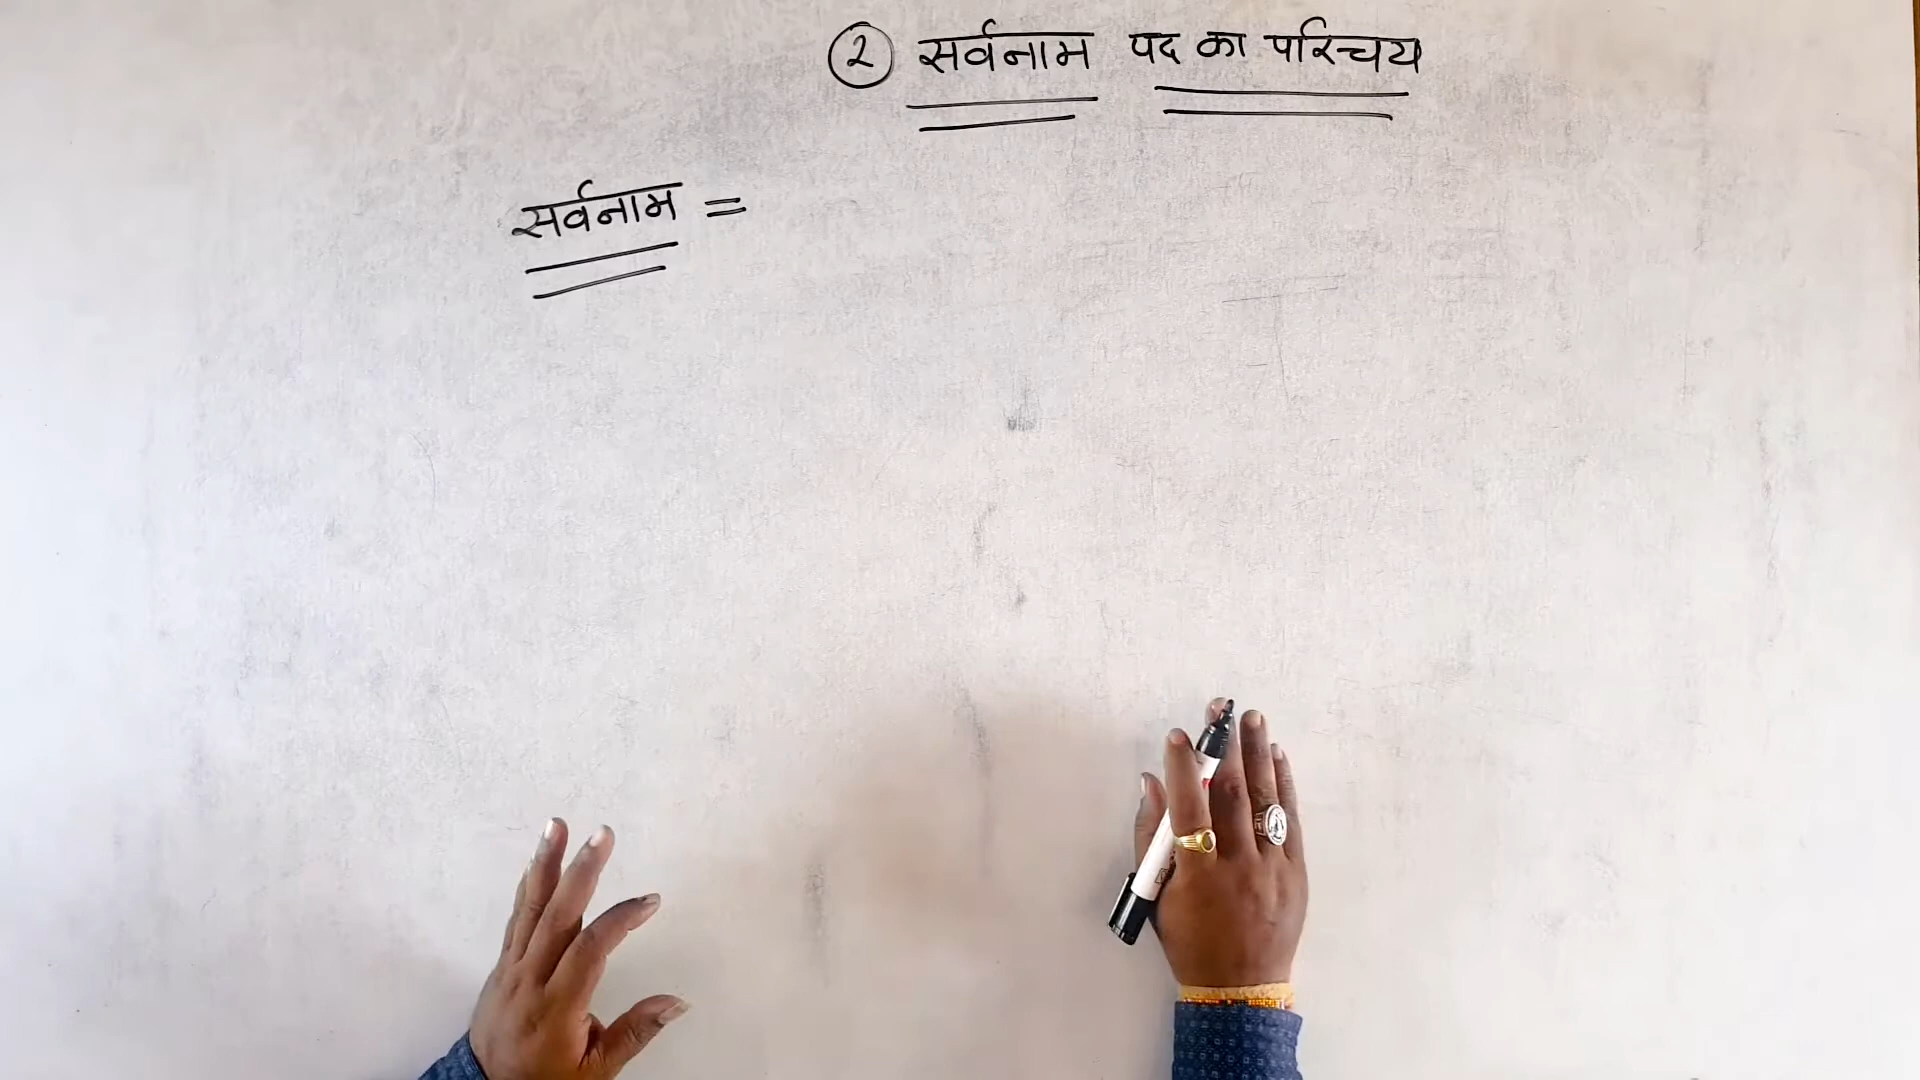 ② सर्वनाम पद का परिचय
सर्वनाम =